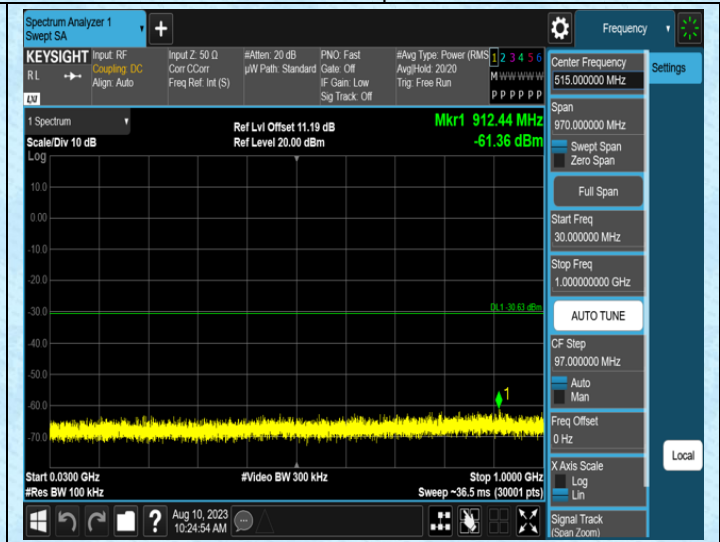 Spectrum Analyzer 1
Swept SA
Frequency
KEYSIGHT
RL
LXI
Input: RF
Coupling: DC
Align: Auto
Input Z: 50 Ω
Corr CCorr
Freq Ref: Int (S)
#Atten: 20 dB
µW Path: Standard
PNO: Fast
Gate: Off
IF Gain: Low
Sig Track: Off
#Avg Type: Power (RMS
Avg|Hold: 20/20
Trig: Free Run
1 2 3 4 5 6
M W W W W W
P P P P P P
1 Spectrum
Scale/Div 10 dB
Log
Ref Lvl Offset 11.19 dB
Ref Level 20.00 dBm
Mkr1 912.44 MHz
-61.36 dBm
10.0
0.00
-10.0
-20.0
-30.0
DL1 -30.63 dBm
-40.0
-50.0
-60.0
1
-70.0
Start 0.0300 GHz
#Res BW 100 kHz
#Video BW 300 kHz
Stop 1.0000 GHz
Sweep ~36.5 ms (30001 pts)
?
Aug 10, 2023
10:24:54 AM
Center Frequency
515.000000 MHz
Settings
Span
970.000000 MHz
Swept Span
Zero Span
Full Span
Start Freq
30.000000 MHz
Stop Freq
1.000000000 GHz
AUTO TUNE
CF Step
97.000000 MHz
Auto
Man
Freq Offset
0 Hz
X Axis Scale
Log
Lin
Local
Signal Track
(Span Zoom)